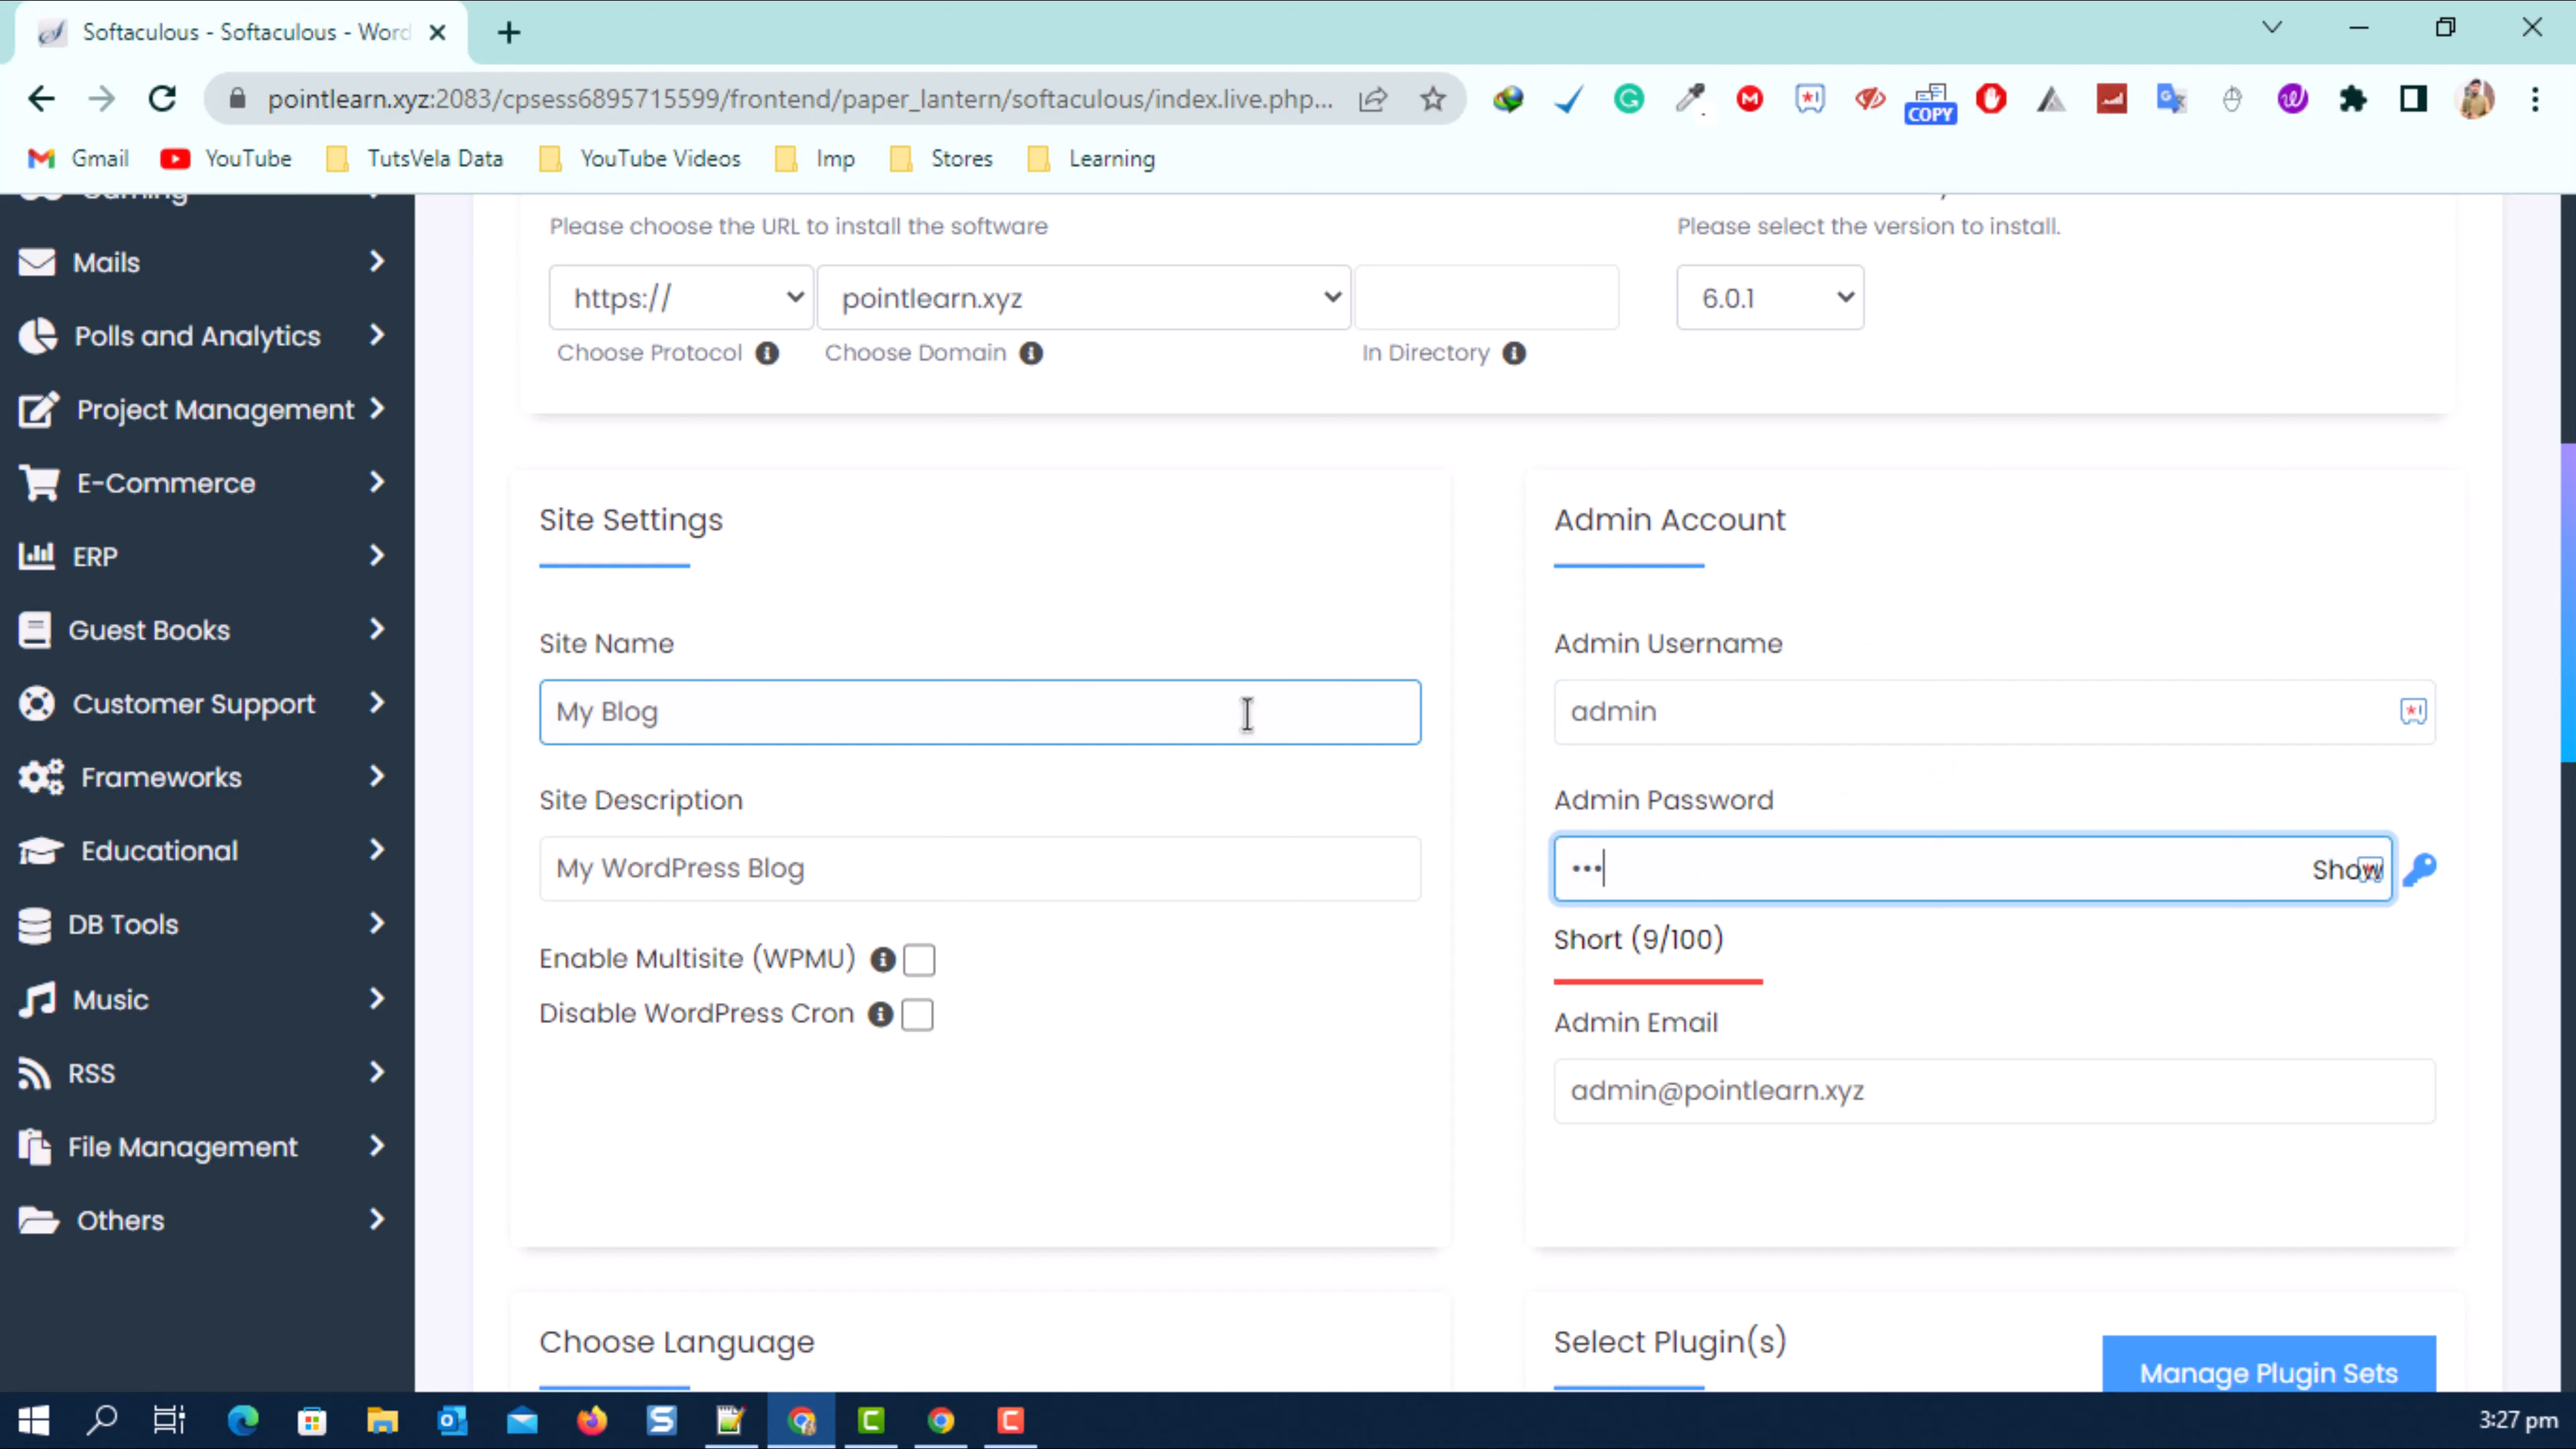 Softaculous - Softaculous - Word
pointlearn.xyz:2083/cpsess6895715599/frontend/paper_lantern/softaculous/index.live.php...
COPY
Gmail
YouTube
TutsVela Data
YouTube Videos
Imp
Stores
Learning
Gaming
Mails
Polls and Analytics
Project Management
E-Commerce
ERP
Guest Books
Customer Support
Frameworks
Educational
DB Tools
Music
RSS
File Management
Others
Please choose the URL to install the software
https://
pointlearn.xyz
Choose Protocol
Choose Domain
In Directory
Please select the version to install.
6.0.1
Site Settings
Site Name
My Blog
Site Description
My WordPress Blog
Enable Multisite (WPMU)
Disable WordPress Cron
Admin Account
Admin Username
admin
Admin Password
•••
Show
Short (9/100)
Admin Email
admin@pointlearn.xyz
Choose Language
Select Plugin(s)
Manage Plugin Sets
3:27 pm